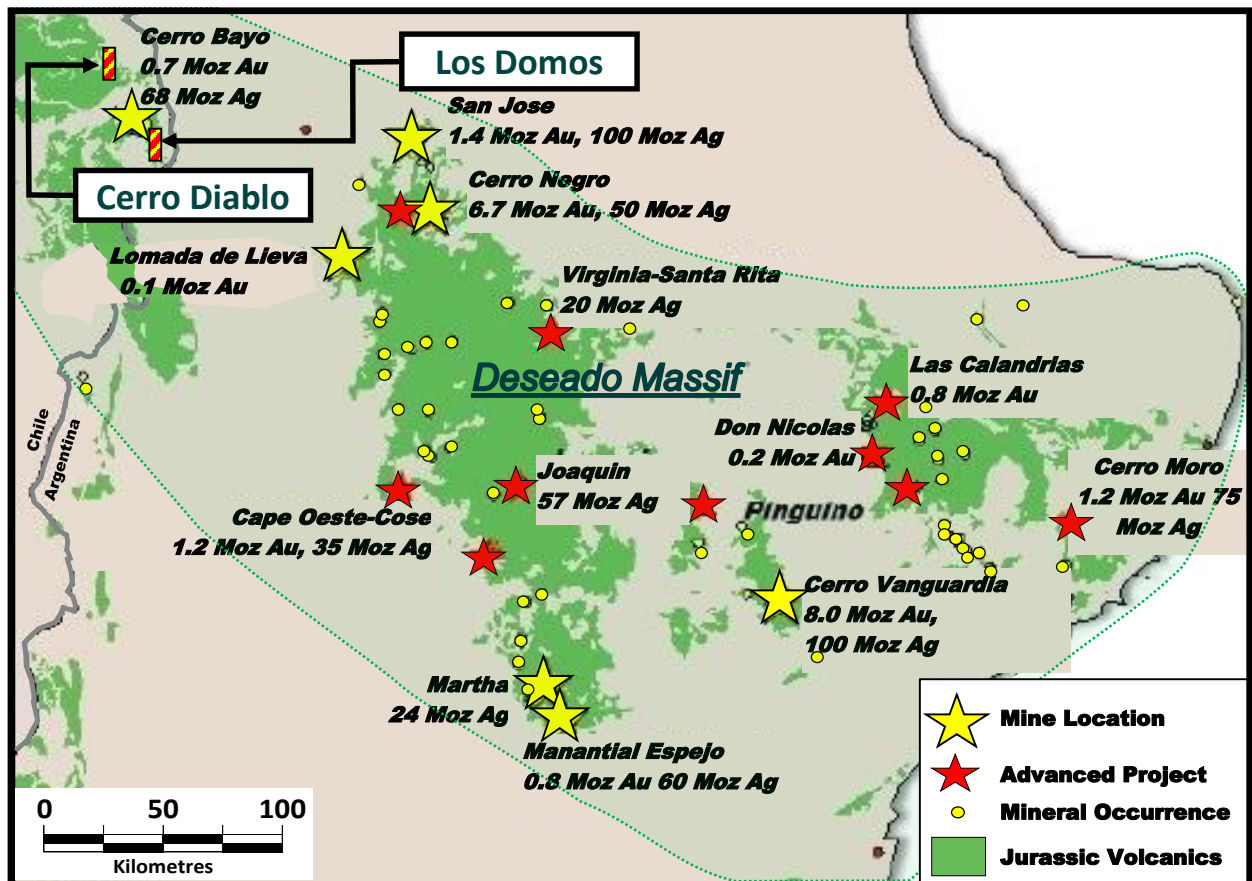 Cerro Bayo
0.7 Moz Au
68 Moz Ag
Los Domos
San Jose
1.4 Moz Au, 100 Moz Ag
Cerro Diablo
Cerro Negro
6.7 Moz Au, 50 Moz Ag
Lomada de Lieva
0.1 Moz Au
Virginia-Santa Rita
20 Moz Ag
Deseado Massif
Las Calandrias
0.8 Moz Au
Chile
Argentina
Don Nicolas
0.2 Moz Au
Joaquin
57 Moz Ag
Cerro Moro
1.2 Moz Au 75
Moz Ag
Cape Oeste-Cose
1.2 Moz Au, 35 Moz Ag
Pinguino
Cerro Vanguardia
8.0 Moz Au,
100 Moz Ag
Martha
24 Moz Ag
Manantial Espejo
0.8 Moz Au 60 Moz Ag
Mine Location
Advanced Project
Mineral Occurrence
Jurassic Volcanics
0 50 100
Kilometres